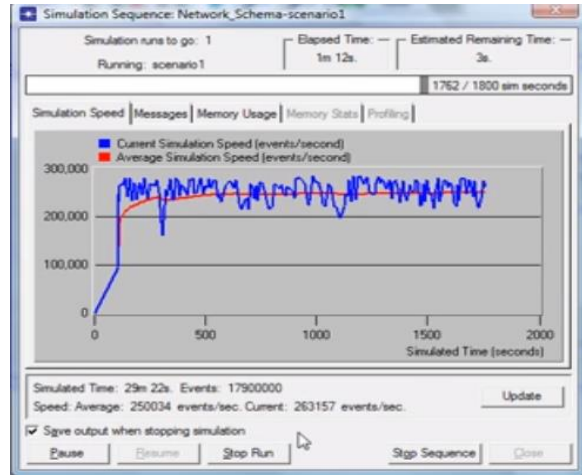 Simulation Sequence: Network_Schema-scenario1
Simulation runs to go: 1
Running: scenario1
Elapsed Time:
1m 12s.
Estimated Remaining Time:
3s.
1762 / 1800 sim seconds
Simulation Speed Messages Memory Usage Memory Stats Profiling
Current Simulation Speed (events/second)
Average Simulation Speed (events/second)
300,000
200,000
100,000
0
0 500 1000 1500 2000
Simulated Time (seconds)
Simulated Time: 29m 22s. Events: 17900000
Speed: Average: 250034 events/sec. Current: 263157 events/sec.
Update
Save output when stopping simulation
Pause Resume Stop Run Stop Sequence Close